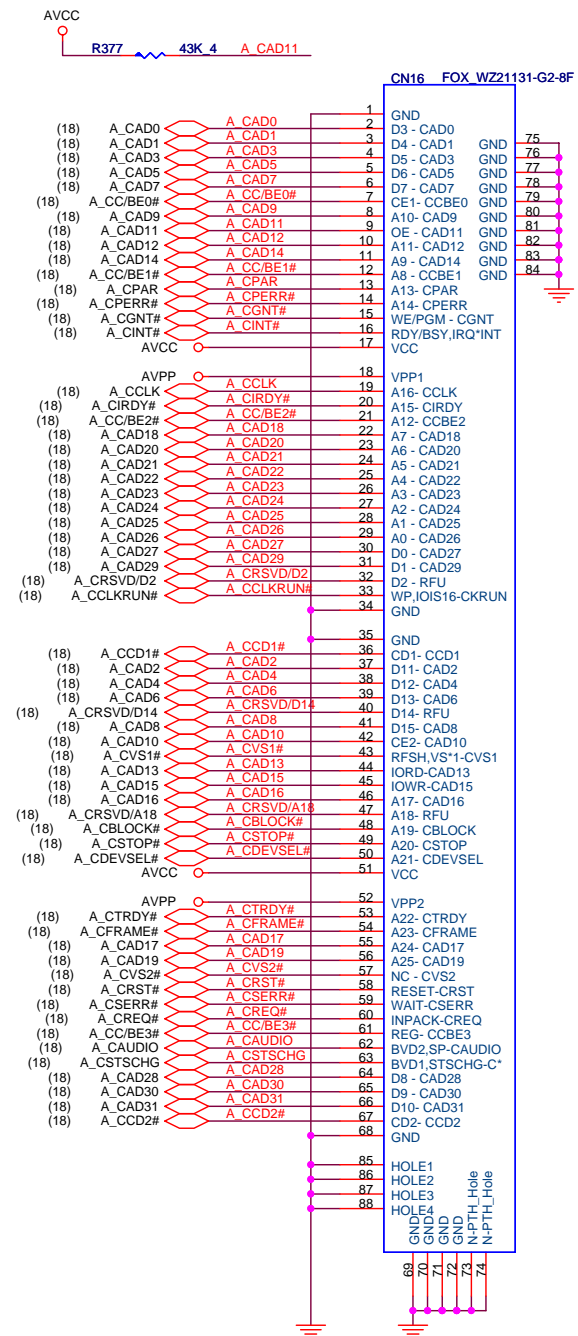 AVCC
R377 43K_4 A_CAD11
CN16 FOX_WZ21131-G2-8F
1 GND
(18) A_CAD0 A_CAD0 2 D3 - CAD0
(18) A_CAD1 A_CAD1 3 D4 - CAD1 GND 75
(18) A_CAD3 A_CAD3 4 D5 - CAD3 GND 76
(18) A_CAD5 A_CAD5 5 D6 - CAD5 GND 77
(18) A_CAD7 A_CAD7 6 D7 - CAD7 GND 78
(18) A_CC/BE0# A_CC/BE0# 7 CE1- CCBE0 GND 79
(18) A_CAD9 A_CAD9 8 A10- CAD9 GND 80
(18) A_CAD11 A_CAD11 9 OE - CAD11 GND 81
(18) A_CAD12 A_CAD12 10 A11- CAD12 GND 82
(18) A_CAD14 A_CAD14 11 A9 - CAD14 GND 83
(18) A_CC/BE1# A_CC/BE1# 12 A8 - CCBE1 GND 84
(18) A_CPAR A_CPAR 13 A13- CPAR
(18) A_CPERR# A_CPERR# 14 A14- CPERR
(18) A_CGNT# A_CGNT# 15 WE/PGM - CGNT
(18) A_CINT# A_CINT# 16 RDY/BSY,IRQ*INT
AVCC 17 VCC
AVPP 18 VPP1
(18) A_CCLK A_CCLK 19 A16- CCLK
(18) A_CIRDY# A_CIRDY# 20 A15- CIRDY
(18) A_CC/BE2# A_CC/BE2# 21 A12- CCBE2
(18) A_CAD18 A_CAD18 22 A7 - CAD18
(18) A_CAD20 A_CAD20 23 A6 - CAD20
(18) A_CAD21 A_CAD21 24 A5 - CAD21
(18) A_CAD22 A_CAD22 25 A4 - CAD22
(18) A_CAD23 A_CAD23 26 A3 - CAD23
(18) A_CAD24 A_CAD24 27 A2 - CAD24
(18) A_CAD25 A_CAD25 28 A1 - CAD25
(18) A_CAD26 A_CAD26 29 A0 - CAD26
(18) A_CAD27 A_CAD27 30 D0 - CAD27
(18) A_CAD29 A_CAD29 31 D1 - CAD29
(18) A_CRSVD/D2 A_CRSVD/D2 32 D2 - RFU
(18) A_CCLKRUN# A_CCLKRUN# 33 WP,IOIS16-CKRUN
34 GND
35 GND
(18) A_CCD1# A_CCD1# 36 CD1- CCD1
(18) A_CAD2 A_CAD2 37 D11- CAD2
(18) A_CAD4 A_CAD4 38 D12- CAD4
(18) A_CAD6 A_CAD6 39 D13- CAD6
(18) A_CRSVD/D14 A_CRSVD/D14 40 D14- RFU
(18) A_CAD8 A_CAD8 41 D15- CAD8
(18) A_CAD10 A_CAD10 42 CE2- CAD10
(18) A_CVS1# A_CVS1# 43 RFSH,VS*1-CVS1
(18) A_CAD13 A_CAD13 44 IORD-CAD13
(18) A_CAD15 A_CAD15 45 IOWR-CAD15
(18) A_CAD16 A_CAD16 46 A17- CAD16
(18) A_CRSVD/A18 A_CRSVD/A18 47 A18- RFU
(18) A_CBLOCK# A_CBLOCK# 48 A19- CBLOCK
(18) A_CSTOP# A_CSTOP# 49 A20- CSTOP
(18) A_CDEVSEL# A_CDEVSEL# 50 A21- CDEVSEL
AVCC 51 VCC
AVPP 52 VPP2
(18) A_CTRDY# A_CTRDY# 53 A22- CTRDY
(18) A_CFRAME# A_CFRAME# 54 A23- CFRAME
(18) A_CAD17 A_CAD17 55 A24- CAD17
(18) A_CAD19 A_CAD19 56 A25- CAD19
(18) A_CVS2# A_CVS2# 57 NC - CVS2
(18) A_CRST# A_CRST# 58 RESET-CRST
(18) A_CSERR# A_CSERR# 59 WAIT-CSERR
(18) A_CREQ# A_CREQ# 60 INPACK-CREQ
(18) A_CC/BE3# A_CC/BE3# 61 REG- CCBE3
(18) A_CAUDIO A_CAUDIO 62 BVD2,SP-CAUDIO
(18) A_CSTSCHG A_CSTSCHG 63 BVD1,STSCHG-C*
(18) A_CAD28 A_CAD28 64 D8 - CAD28
(18) A_CAD30 A_CAD30 65 D9 - CAD30
(18) A_CAD31 A_CAD31 66 D10- CAD31
(18) A_CCD2# A_CCD2# 67 CD2- CCD2
68 GND
85 HOLE1
86 HOLE2
87 HOLE3
88 HOLE4
GND GND GND GND N-PTH_Hole N-PTH_Hole
69 70 71 72 73 74